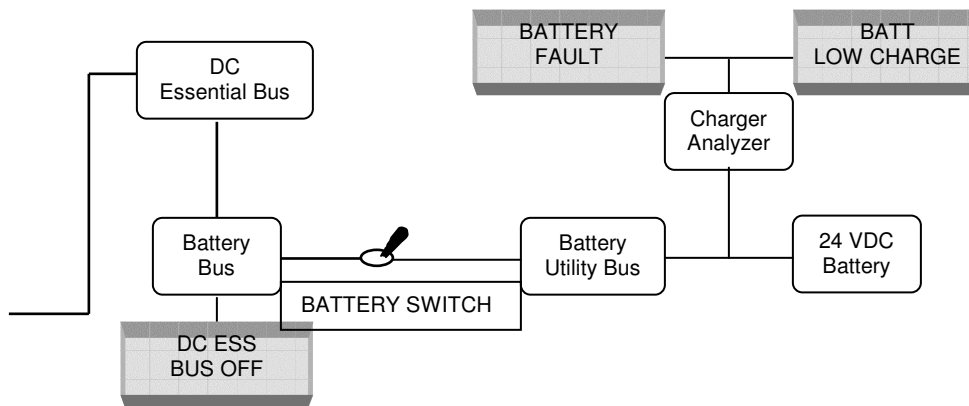 BATTERY
FAULT
BATT
LOW CHARGE
DC
Essential Bus
Charger
Analyzer
Battery
Bus
Battery
Utility Bus
24 VDC
Battery
BATTERY SWITCH
DC ESS
BUS OFF